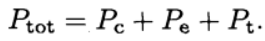 P_tot = P_c + P_e + P_t.